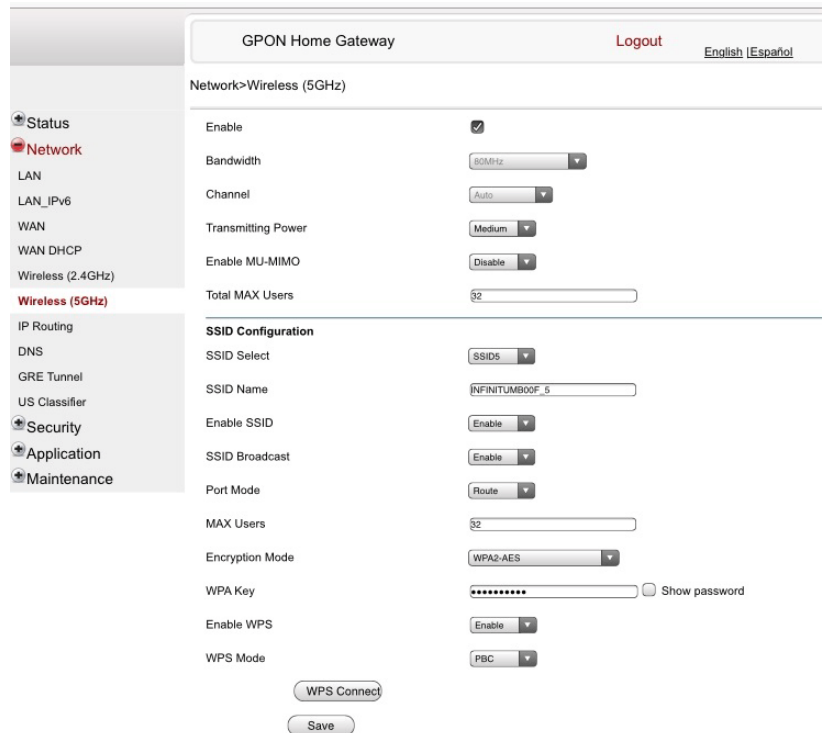 GPON Home Gateway
Logout
English |Español
Network>Wireless (5GHz)
Status
Network
LAN
LAN_IPv6
WAN
WAN DHCP
Wireless (2.4GHz)
Wireless (5GHz)
IP Routing
DNS
GRE Tunnel
US Classifier
Security
Application
Maintenance
Enable
Bandwidth 80MHz
Channel Auto
Transmitting Power Medium
Enable MU-MIMO Disable
Total MAX Users 32
SSID Configuration
SSID Select SSID5
SSID Name INFINITUMB00F_5
Enable SSID Enable
SSID Broadcast Enable
Port Mode Route
MAX Users 32
Encryption Mode WPA2-AES
WPA Key •••••••••• Show password
Enable WPS Enable
WPS Mode PBC
WPS Connect
Save